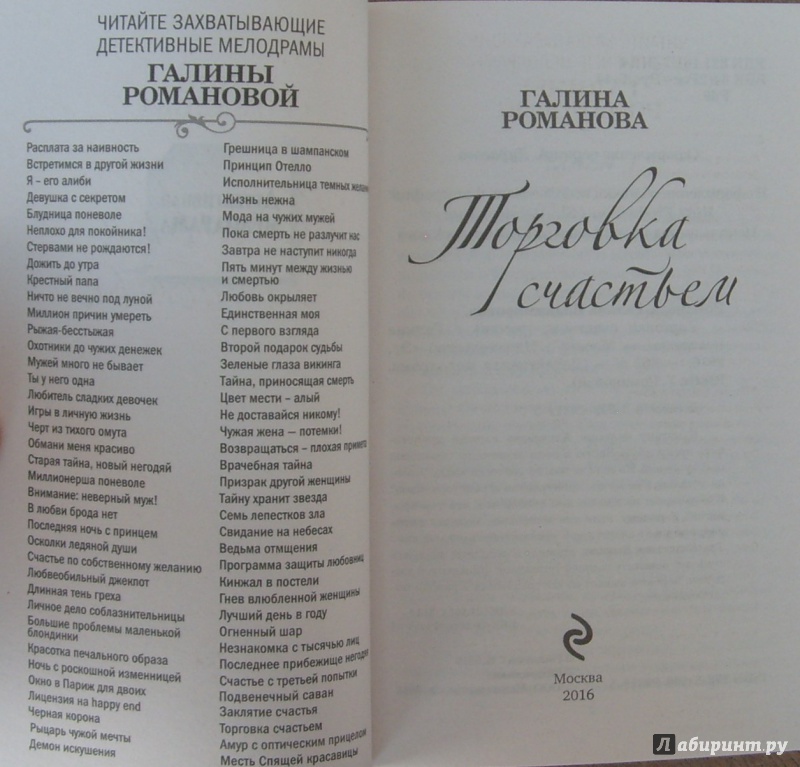 ЧИТАЙТЕ ЗАХВАТЫВАЮЩИЕ
ДЕТЕКТИВНЫЕ МЕЛОДРАМЫ
ГАЛИНЫ
РОМАНОВОЙ
Расплата за наивность
Встретимся в другой жизни
Я – его алиби
Девушка с секретом
Блудница поневоле
Неплохо для покойника!
Стервами не рождаются!
Дожить до утра
Крестный папа
Ничто не вечно под луной
Миллион причин умереть
Рыжая-бесстыжая
Охотники до чужих денежек
Мужей много не бывает
Ты у него одна
Любитель сладких девочек
Игры в личную жизнь
Черт из тихого омута
Обмани меня красиво
Старая тайна, новый негодяй
Миллионерша поневоле
Внимание: неверный муж!
В любви брода нет
Последняя ночь с принцем
Осколки ледяной души
Счастье по собственному желанию
Любвеобильный джекпот
Длинная тень греха
Личное дело соблазнительницы
Большие проблемы маленькой
блондинки
Красотка печального образа
Ночь с роскошной изменницей
Окно в Париж для двоих
Лицензия на happy end
Черная корона
Рыцарь чужой мечты
Демон искушения
Грешница в шампанском
Принцип Отелло
Исполнительница темных
Жизнь нежна
Мода на чужих мужей
Пока смерть не разлучит нас
Завтра не наступит никогда
Пять минут между жизнью
и смертью
Любовь окрыляет
Единственная моя
С первого взгляда
Второй подарок судьбы
Зеленые глаза викинга
Тайна, приносящая смерть
Цвет мести – алый
Не доставайся никому!
Чужая жена — потемки!
Возвращаться – плохая примета
Врачебная тайна
Призрак другой женщины
Тайну хранит звезда
Семь лепестков зла
Свидание на небесах
Ведьма отмщения
Программа защиты любовниц
Кинжал в постели
Гнев влюбленной женщины
Лучший день в году
Огненный шар
Незнакомка с тысячью лиц
Последнее прибежище негодяя
Счастье с третьей попытки
Подвенечный саван
Заклятие счастья
Торговка счастьем
Амур с оптическим прицелом
Месть Спящей красавицы
ГАЛИНА
РОМАНОВА
Торговка
счастьем
Москва
2016
Лабиринт.ру